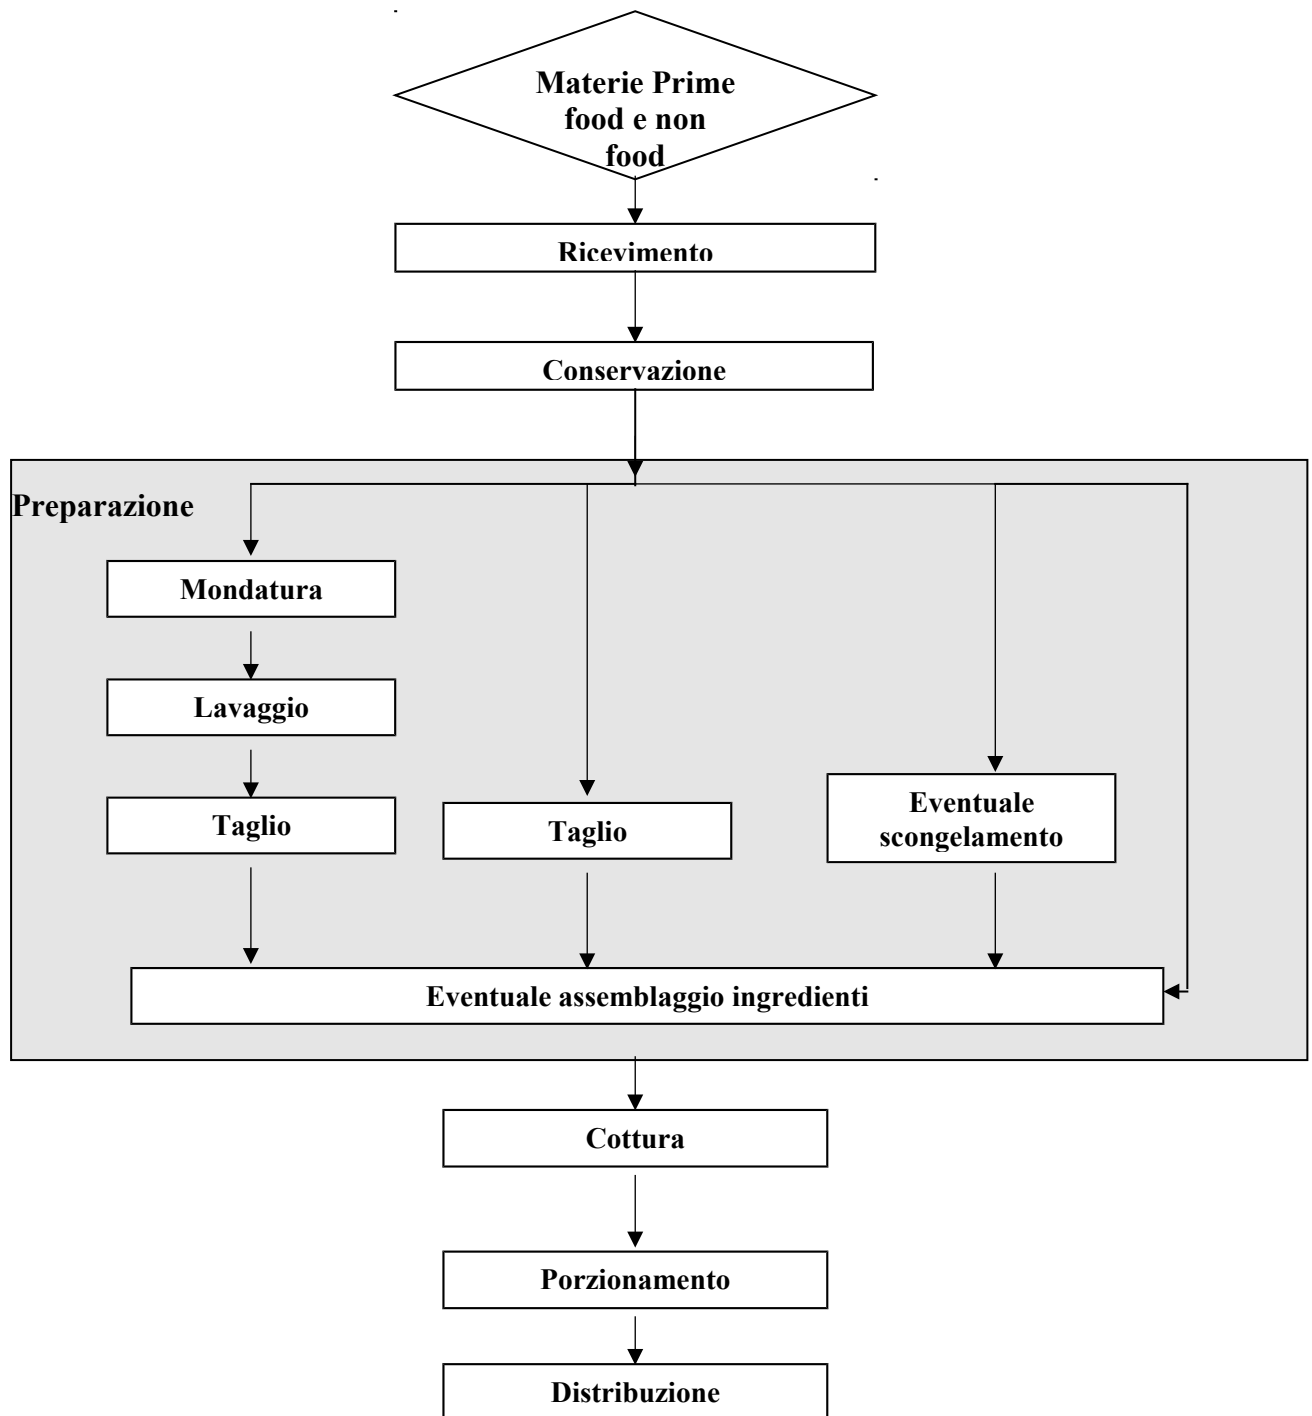 Materie Prime
food e non
food
Ricevimento
Conservazione
Preparazione
Mondatura
Lavaggio
Taglio
Taglio
Eventuale
scongelamento
Eventuale assemblaggio ingredienti
Cottura
Porzionamento
Distribuzione